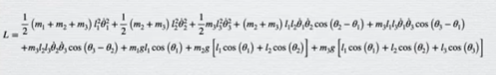 L = 1/2 (m₁ + m₂ + m₃) l₁²θ̇₁² + 1/2 (m₂ + m₃) l₂²θ̇₂² + 1/2 m₃l₃²θ̇₃² + (m₂ + m₃) l₁l₂θ̇₁θ̇₂ cos (θ₂ − θ₁) + m₃l₁l₃θ̇₁θ̇₃ cos (θ₃ − θ₁)
+m₃l₂l₃θ̇₂θ̇₃ cos (θ₃ − θ₂) + m₁gl₁ cos (θ₁) + m₂g [l₁ cos (θ₁) + l₂ cos (θ₂)] + m₃g [l₁ cos (θ₁) + l₂ cos (θ₂) + l₃ cos (θ₃)]